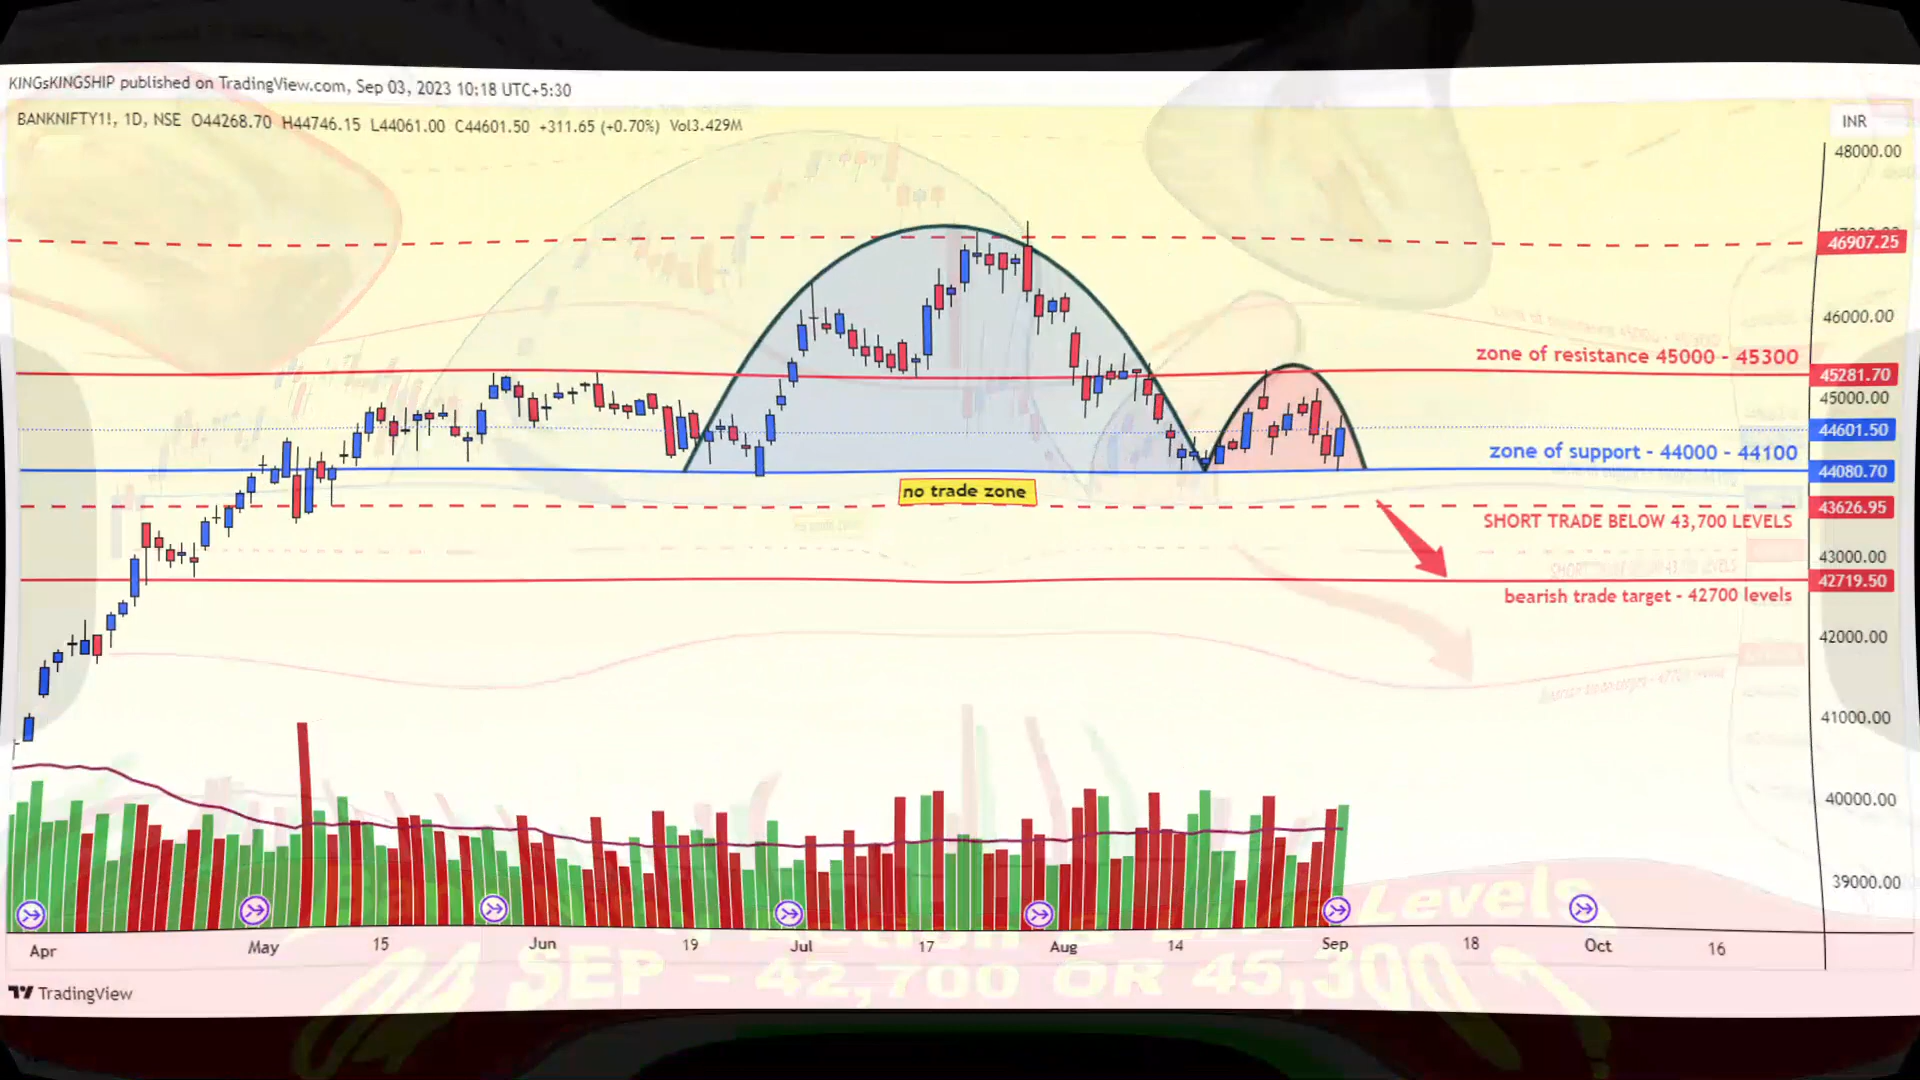 KINGsKINGSHIP published on TradingView.com, Sep 03, 2023 10:18 UTC+5:30
BANKNIFTY1!, 1D, NSE O44268.70 H44746.15 L44061.00 C44601.50 +311.65 (+0.70%) Vol3.429M
INR
48000.00
46907.25
46000.00
zone of resistance 45000 - 45300
45281.70
45000.00
44601.50
zone of support - 44000 - 44100
44080.70
no trade zone
43626.95
SHORT TRADE BELOW 43,700 LEVELS
43000.00
42719.50
bearish trade target - 42700 levels
42000.00
41000.00
40000.00
39000.00
Levels
Apr May 15 Jun 19 Jul 17 Aug 14 Sep 18 Oct 16
04 SEP - 42,700 OR 45,300 ?
TradingView